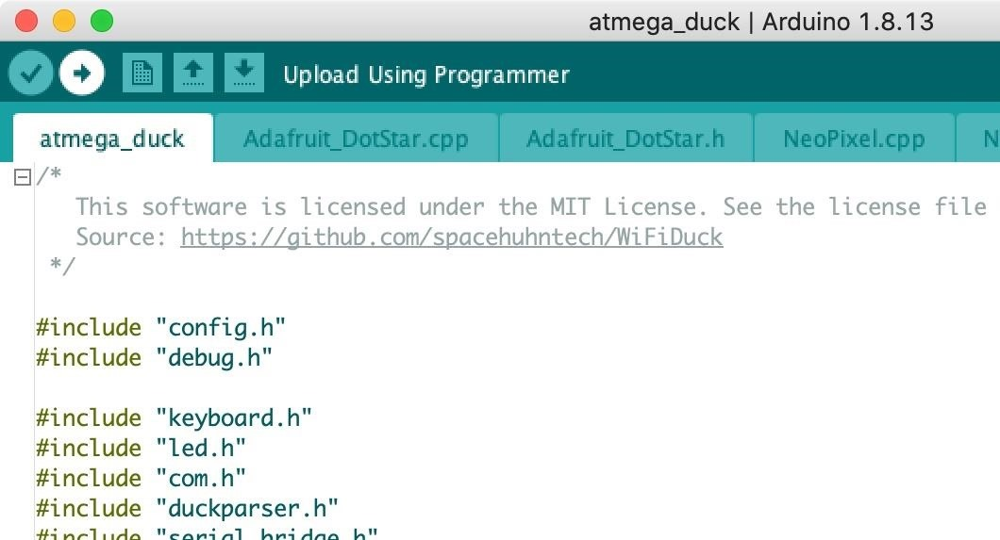 atmega_duck | Arduino 1.8.13
Upload Using Programmer
atmega_duck Adafruit_DotStar.cpp Adafruit_DotStar.h NeoPixel.cpp N
/*
This software is licensed under the MIT License. See the license file
Source: https://github.com/spacehuhntech/WiFiDuck
*/
#include "config.h"
#include "debug.h"
#include "keyboard.h"
#include "led.h"
#include "com.h"
#include "duckparser.h"
#include "serial_bridge.h"